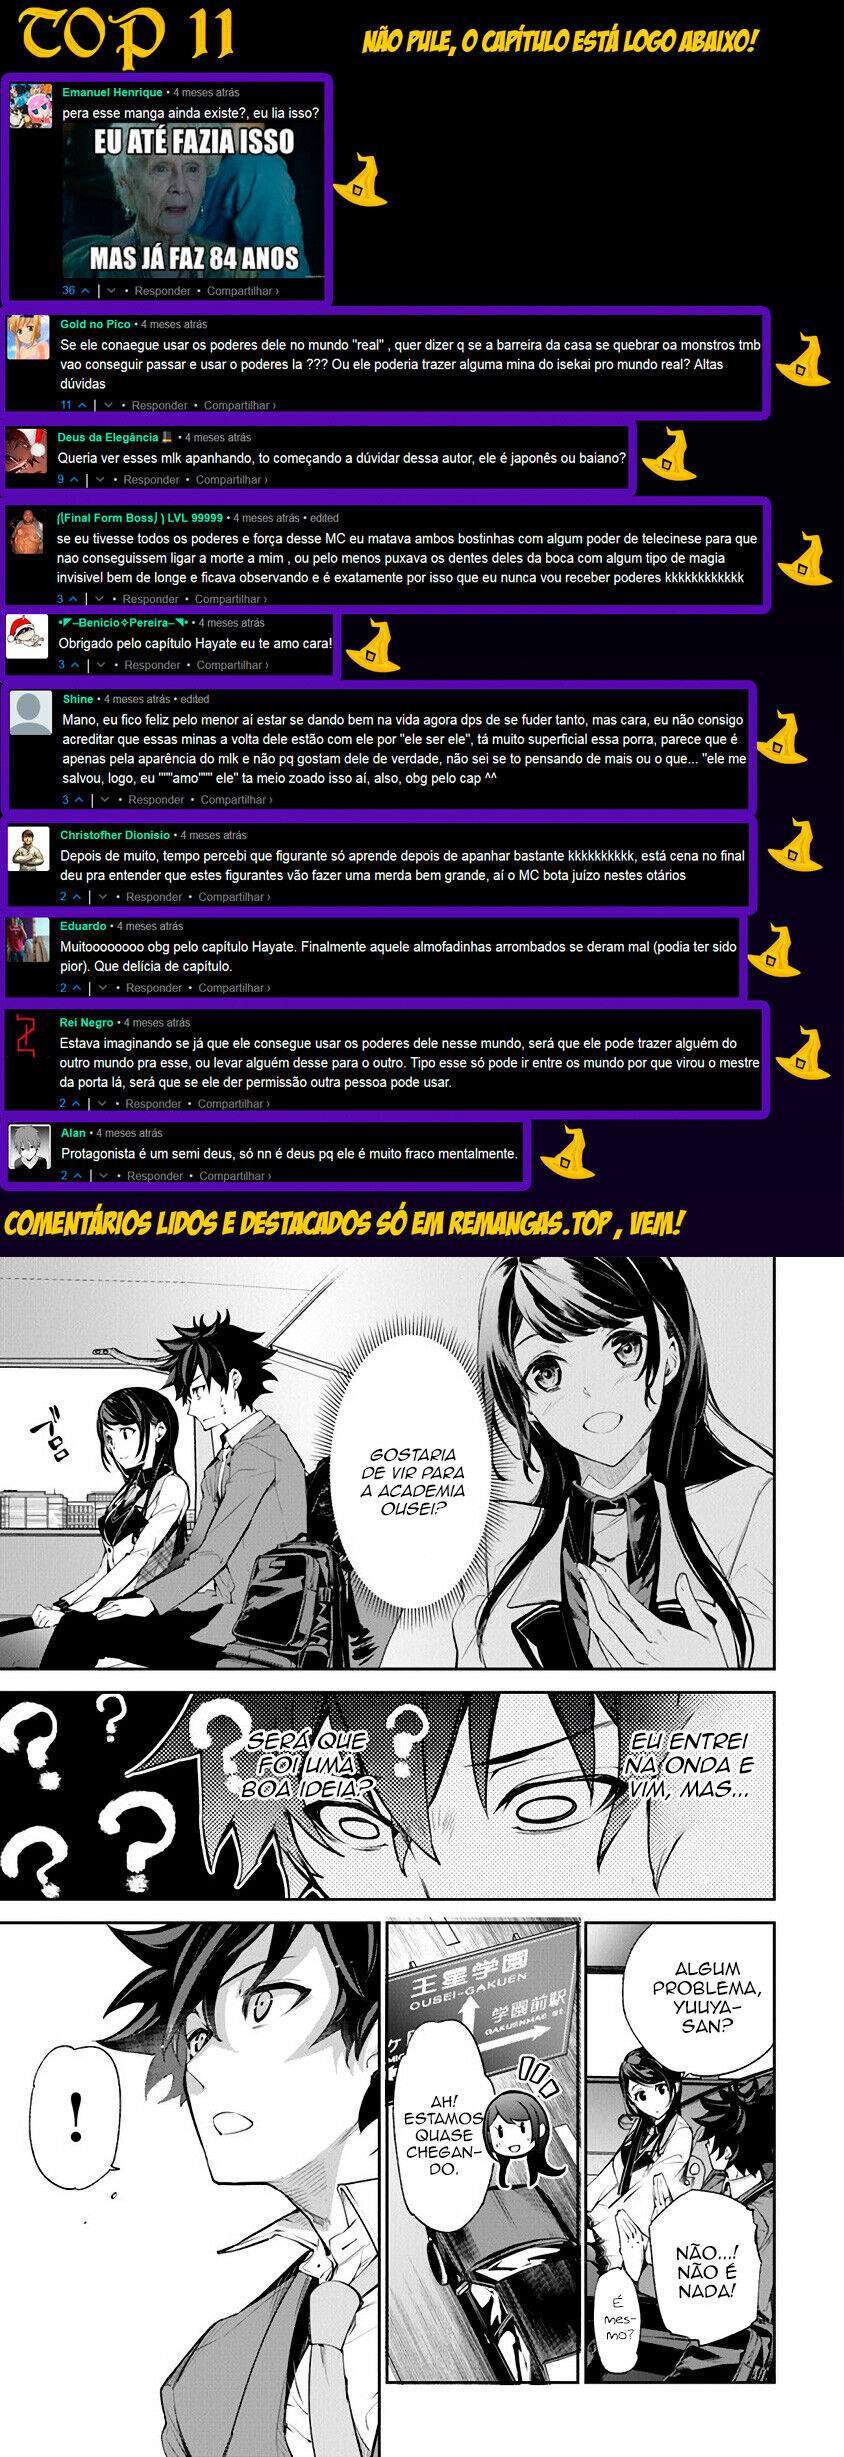 TOP 11
NÃO PULE, O CAPÍTULO ESTÁ LOGO ABAIXO!
Emanuel Henrique • 4 meses atrás
pera esse manga ainda existe?, eu lia isso?
EU ATÉ FAZIA ISSO
MAS JÁ FAZ 84 ANOS
36 | • Responder • Compartilhar ›
Gold no Pico • 4 meses atrás
Se ele conaegue usar os poderes dele no mundo "real" , quer dizer q se a barreira da casa se quebrar oa monstros tmb
vao conseguir passar e usar o poderes la ??? Ou ele poderia trazer alguma mina do isekai pro mundo real? Altas
dúvidas
11 | • Responder • Compartilhar ›
Deus da Elegância • 4 meses atrás
Queria ver esses mlk apanhando, to começando a dúvidar dessa autor, ele é japonês ou baiano?
9 | • Responder • Compartilhar ›
⎛⎝Final Form Boss⎠⎞ LVL 99999 • 4 meses atrás • edited
se eu tivesse todos os poderes e força desse MC eu matava ambos bostinhas com algum poder de telecinese para que
nao conseguissem ligar a morte a mim , ou pelo menos puxava os dentes deles da boca com algum tipo de magia
invisivel bem de longe e ficava observando e é exatamente por isso que eu nunca vou receber poderes kkkkkkkkkkkk
3 | • Responder • Compartilhar ›
•◤–Benicio✧Pereira–◥• • 4 meses atrás
Obrigado pelo capítulo Hayate eu te amo cara!
3 | • Responder • Compartilhar ›
Shine • 4 meses atrás • edited
Mano, eu fico feliz pelo menor aí estar se dando bem na vida agora dps de se fuder tanto, mas cara, eu não consigo
acreditar que essas minas a volta dele estão com ele por "ele ser ele", tá muito superficial essa porra, parece que é
apenas pela aparência do mlk e não pq gostam dele de verdade, não sei se to pensando de mais ou o que... "ele me
salvou, logo, eu """amo""" ele" ta meio zoado isso aí, also, obg pelo cap ^^
3 | • Responder • Compartilhar ›
Christofher Dionisio • 4 meses atrás
Depois de muito, tempo percebi que figurante só aprende depois de apanhar bastante kkkkkkkkkk, está cena no final
deu pra entender que estes figurantes vão fazer uma merda bem grande, aí o MC bota juízo nestes otários
2 | • Responder • Compartilhar ›
Eduardo • 4 meses atrás
Muitoooooooo obg pelo capítulo Hayate. Finalmente aquele almofadinhas arrombados se deram mal (podia ter sido
pior). Que delícia de capítulo.
2 | • Responder • Compartilhar ›
Rei Negro • 4 meses atrás
Estava imaginando se já que ele consegue usar os poderes dele nesse mundo, será que ele pode trazer alguém do
outro mundo pra esse, ou levar alguém desse para o outro. Tipo esse só pode ir entre os mundo por que virou o mestre
da porta lá, será que se ele der permissão outra pessoa pode usar.
2 | • Responder • Compartilhar ›
Alan • 4 meses atrás
Protagonista é um semi deus, só nn é deus pq ele é muito fraco mentalmente.
2 | • Responder • Compartilhar ›
COMENTÁRIOS LIDOS E DESTACADOS SÓ EM REMANGAS.TOP , VEM!
GOSTARIA
DE VIR PARA
A ACADEMIA
OUSEI?
EU ENTREI
NA ONDA E
VIM, MAS...
SERÁ QUE
FOI UMA
BOA IDEIA?
? ? ? ? ? ?
ALGUM
PROBLEMA,
YUUYA-
SAN?
NÃO...!
NÃO É
NADA!
É
mes-
mo?
王星学園
OUSEI-GAKUEN
学園前駅
GAKUENMAE St
AH!
ESTAMOS
QUASE
CHEGAN-
DO.
!